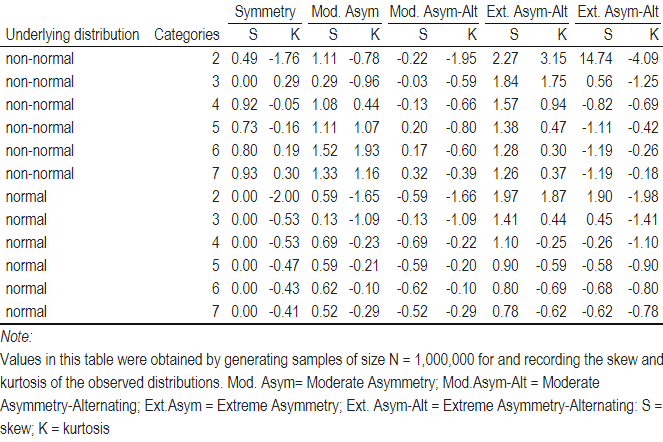 Symmetry Mod. Asym Mod. Asym-Alt Ext. Asym-Alt Ext. Asym-Alt
Underlying distribution Categories S K S K S K S K S K
non-normal 2 0.49 -1.76 1.11 -0.78 -0.22 -1.95 2.27 3.15 14.74 -4.09
non-normal 3 0.00 0.29 0.29 -0.96 -0.03 -0.59 1.84 1.75 0.56 -1.25
non-normal 4 0.92 -0.05 1.08 0.44 -0.13 -0.66 1.57 0.94 -0.82 -0.69
non-normal 5 0.73 -0.16 1.11 1.07 0.20 -0.80 1.38 0.47 -1.11 -0.42
non-normal 6 0.80 0.19 1.52 1.93 0.17 -0.60 1.28 0.30 -1.19 -0.26
non-normal 7 0.93 0.30 1.33 1.16 0.32 -0.39 1.26 0.37 -1.19 -0.18
normal 2 0.00 -2.00 0.59 -1.65 -0.59 -1.66 1.97 1.87 1.90 -1.98
normal 3 0.00 -0.53 0.13 -1.09 -0.13 -1.09 1.41 0.44 0.45 -1.41
normal 4 0.00 -0.53 0.69 -0.23 -0.69 -0.22 1.10 -0.25 -0.26 -1.10
normal 5 0.00 -0.47 0.59 -0.21 -0.59 -0.20 0.90 -0.59 -0.58 -0.90
normal 6 0.00 -0.43 0.62 -0.10 -0.62 -0.10 0.80 -0.69 -0.68 -0.80
normal 7 0.00 -0.41 0.52 -0.29 -0.52 -0.29 0.78 -0.62 -0.62 -0.78
Note:
Values in this table were obtained by generating samples of size N = 1,000,000 for and recording the skew and
kurtosis of the observed distributions. Mod. Asym= Moderate Asymmetry; Mod.Asym-Alt = Moderate
Asymmetry-Alternating; Ext.Asym = Extreme Asymmetry; Ext. Asym-Alt = Extreme Asymmetry-Alternating: S =
skew; K = kurtosis